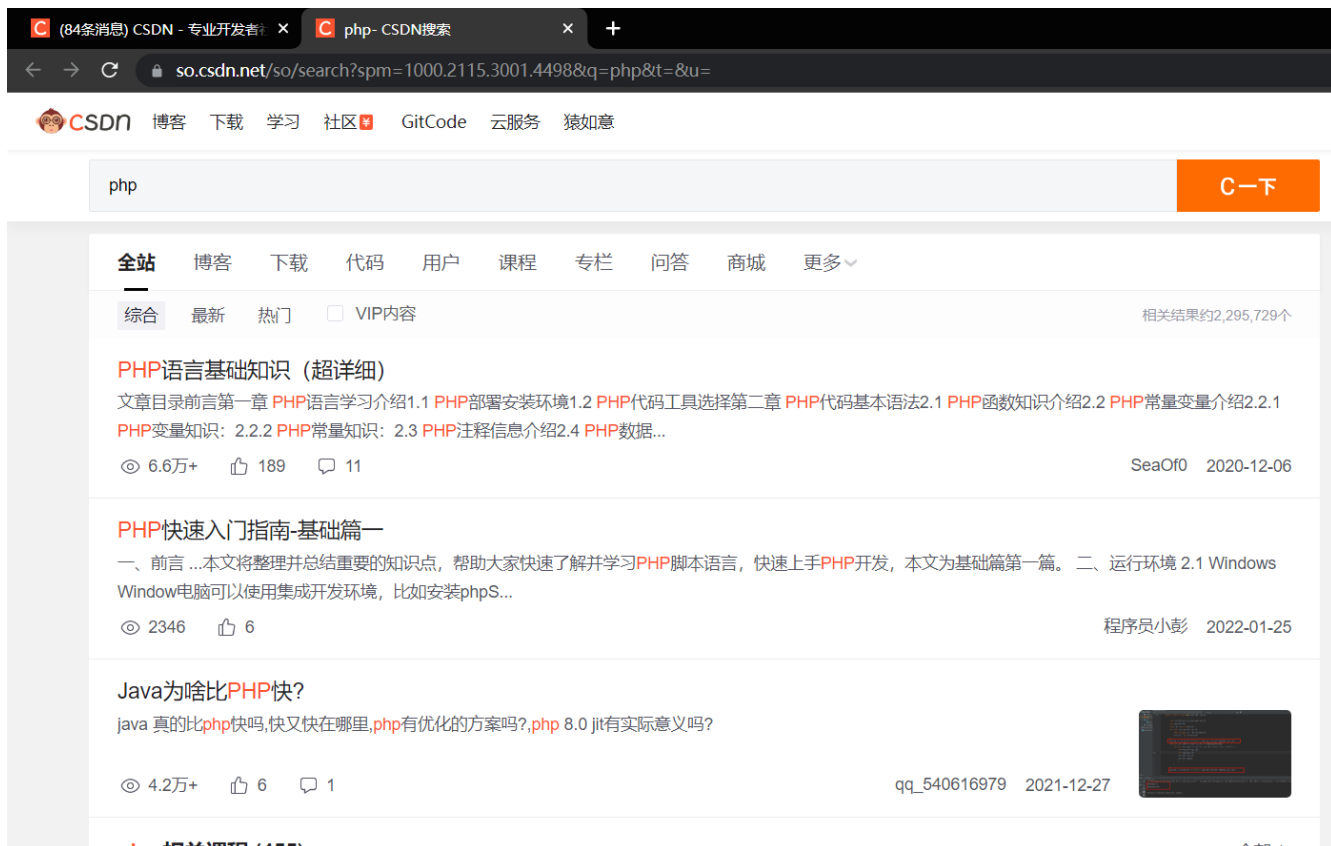 (84条消息) CSDN - 专业开发者社
php- CSDN搜索
so.csdn.net/so/search?spm=1000.2115.3001.4498&q=php&t=&u=
CSDN 博客 下载 学习 社区 ¥ GitCode 云服务 猿如意
php
C一下
全站 博客 下载 代码 用户 课程 专栏 问答 商城 更多
综合 最新 热门 VIP内容 相关结果约2,295,729个
PHP语言基础知识（超详细）
文章目录前言第一章 PHP语言学习介绍1.1 PHP部署安装环境1.2 PHP代码工具选择第二章 PHP代码基本语法2.1 PHP函数知识介绍2.2 PHP常量变量介绍2.2.1
PHP变量知识：2.2.2 PHP常量知识：2.3 PHP注释信息介绍2.4 PHP数据...
6.6万+ 189 11 SeaOf0 2020-12-06
PHP快速入门指南-基础篇一
一、前言 ...本文将整理并总结重要的知识点，帮助大家快速了解并学习PHP脚本语言，快速上手PHP开发，本文为基础篇第一篇。 二、运行环境 2.1 Windows
Window电脑可以使用集成开发环境，比如安装phpS...
2346 6 程序员小彭 2022-01-25
Java为啥比PHP快?
java 真的比php快吗,快又快在哪里,php有优化的方案吗?,php 8.0 jit有实际意义吗?
4.2万+ 6 1 qq_540616979 2021-12-27